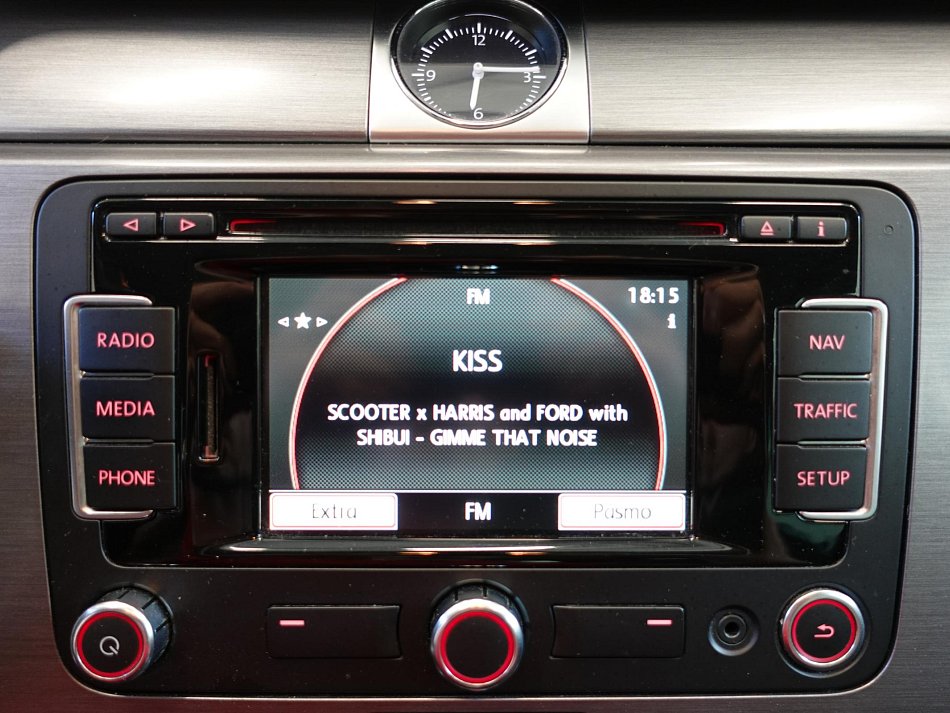 12
9
3
6
RADIO
MEDIA
PHONE
FM
18:15
i
KISS
SCOOTER x HARRIS and FORD with
SHIBUI - GIMME THAT NOISE
Extra
FM
Pasmo
i
NAV
TRAFFIC
SETUP